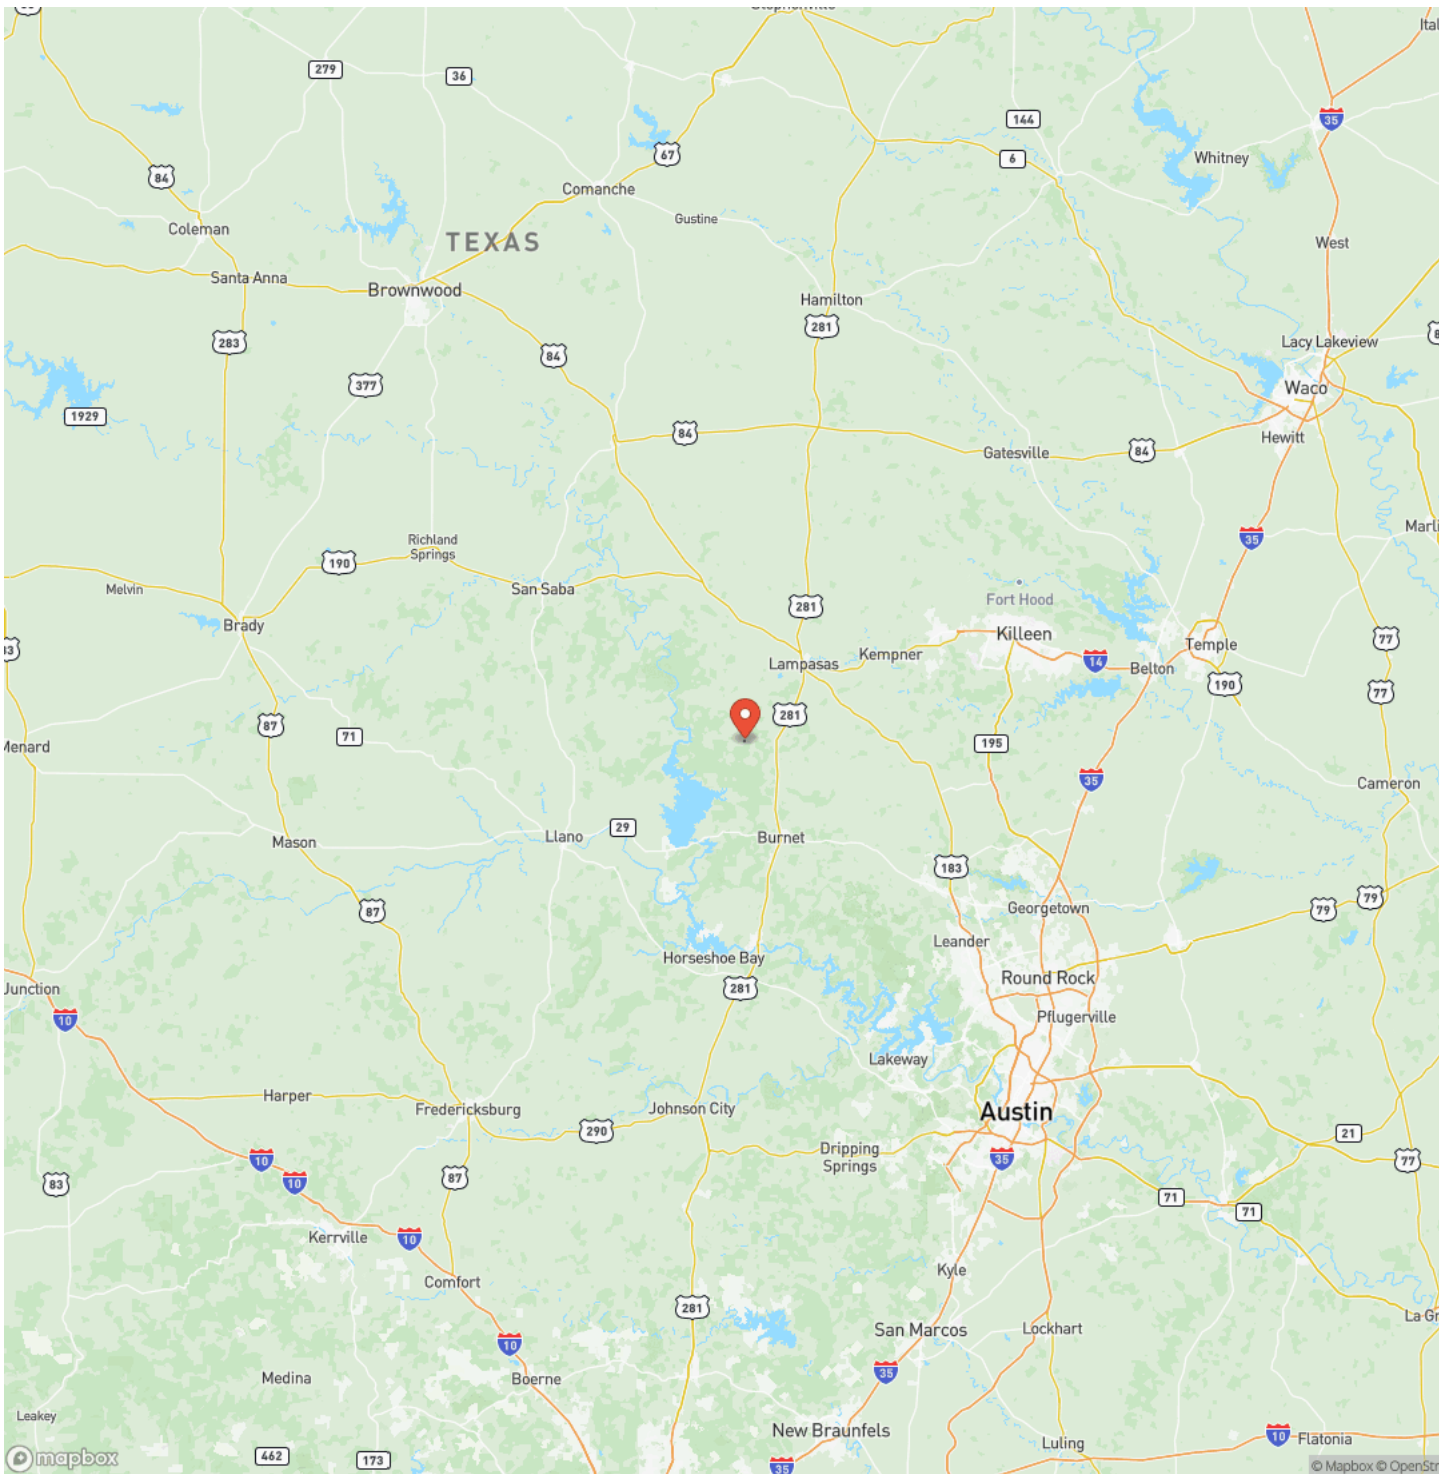 Stephenville
Ital
279
36
144
35
67
6
Whitney
84
Comanche
Gustine
Coleman
TEXAS
West
Santa Anna
Brownwood
Hamilton
281
283
84
Lacy Lakeview
377
Waco
1929
84
Hewitt
Gatesville
84
Marli
35
Richland
Springs
190
Melvin
San Saba
Fort Hood
281
Brady
Killeen
77
Temple
83
Lampasas
Kempner
14
Belton
190
77
87
281
Menard
71
195
35
Cameron
29
Llano
Burnet
Mason
183
79
79
87
Georgetown
Leander
Horseshoe Bay
Round Rock
Junction
281
10
Pflugerville
Lakeway
Harper
Fredericksburg
Johnson City
Austin
290
21
Dripping
Springs
10
35
77
83
10
87
71
71
Kerrville
10
Kyle
Comfort
281
La Gr
San Marcos
Lockhart
10
35
Medina
Boerne
Leakey
New Braunfels
10
Flatonia
Luling
mapbox
462
173
35
© Mapbox © OpenStr